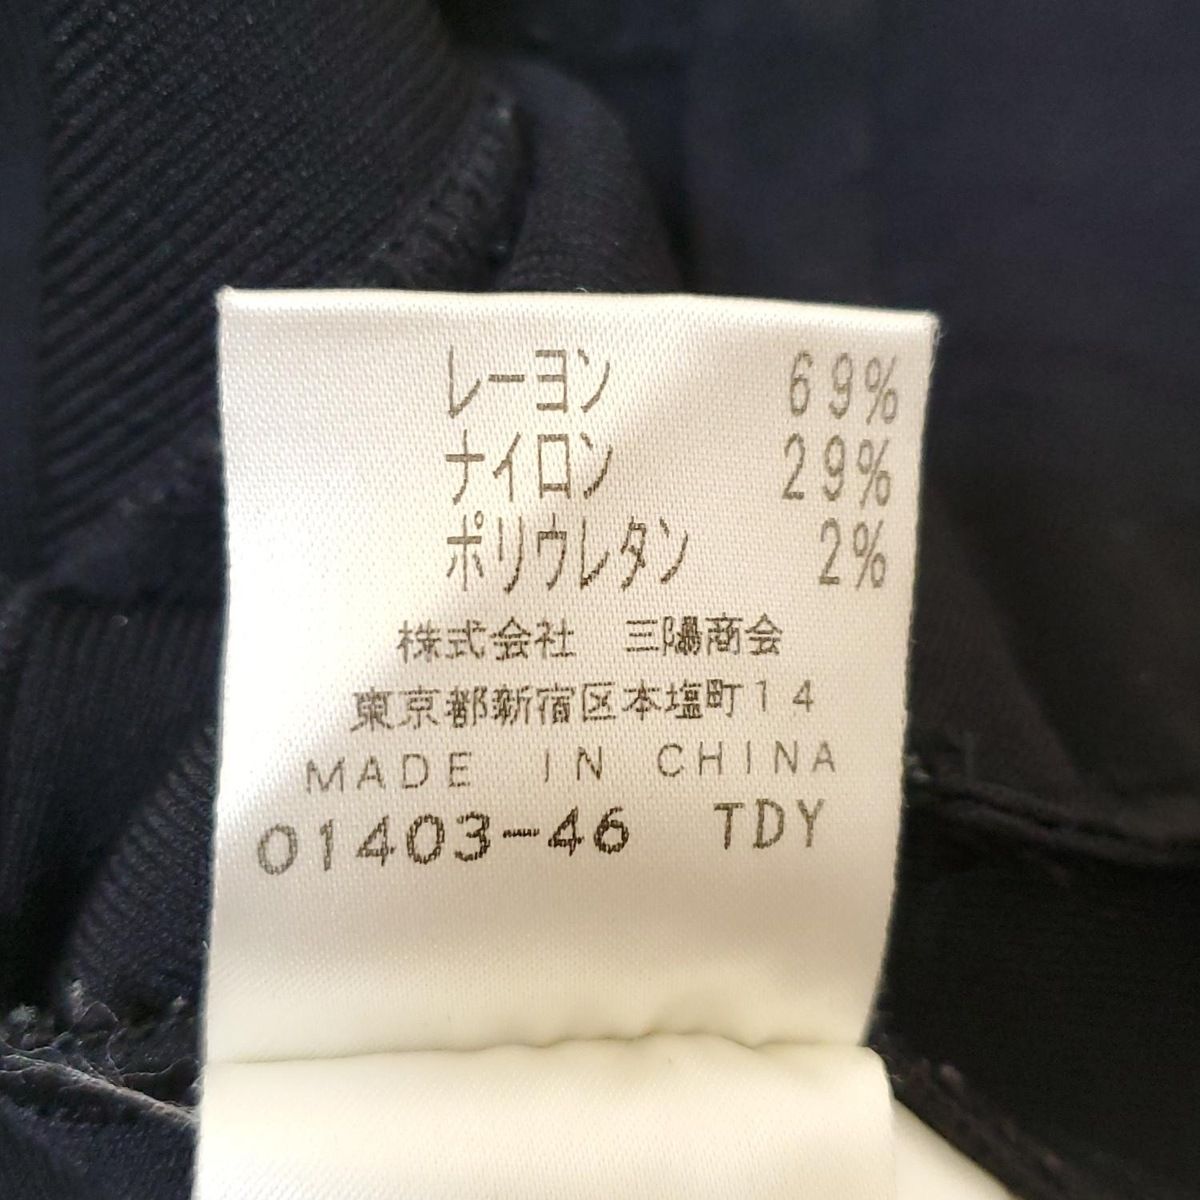 レーヨン 69%
ナイロン 29%
ポリウレタン 2%
株式会社 三陽商会
東京都新宿区本塩町14
MADE IN CHINA
01403-46 TDY